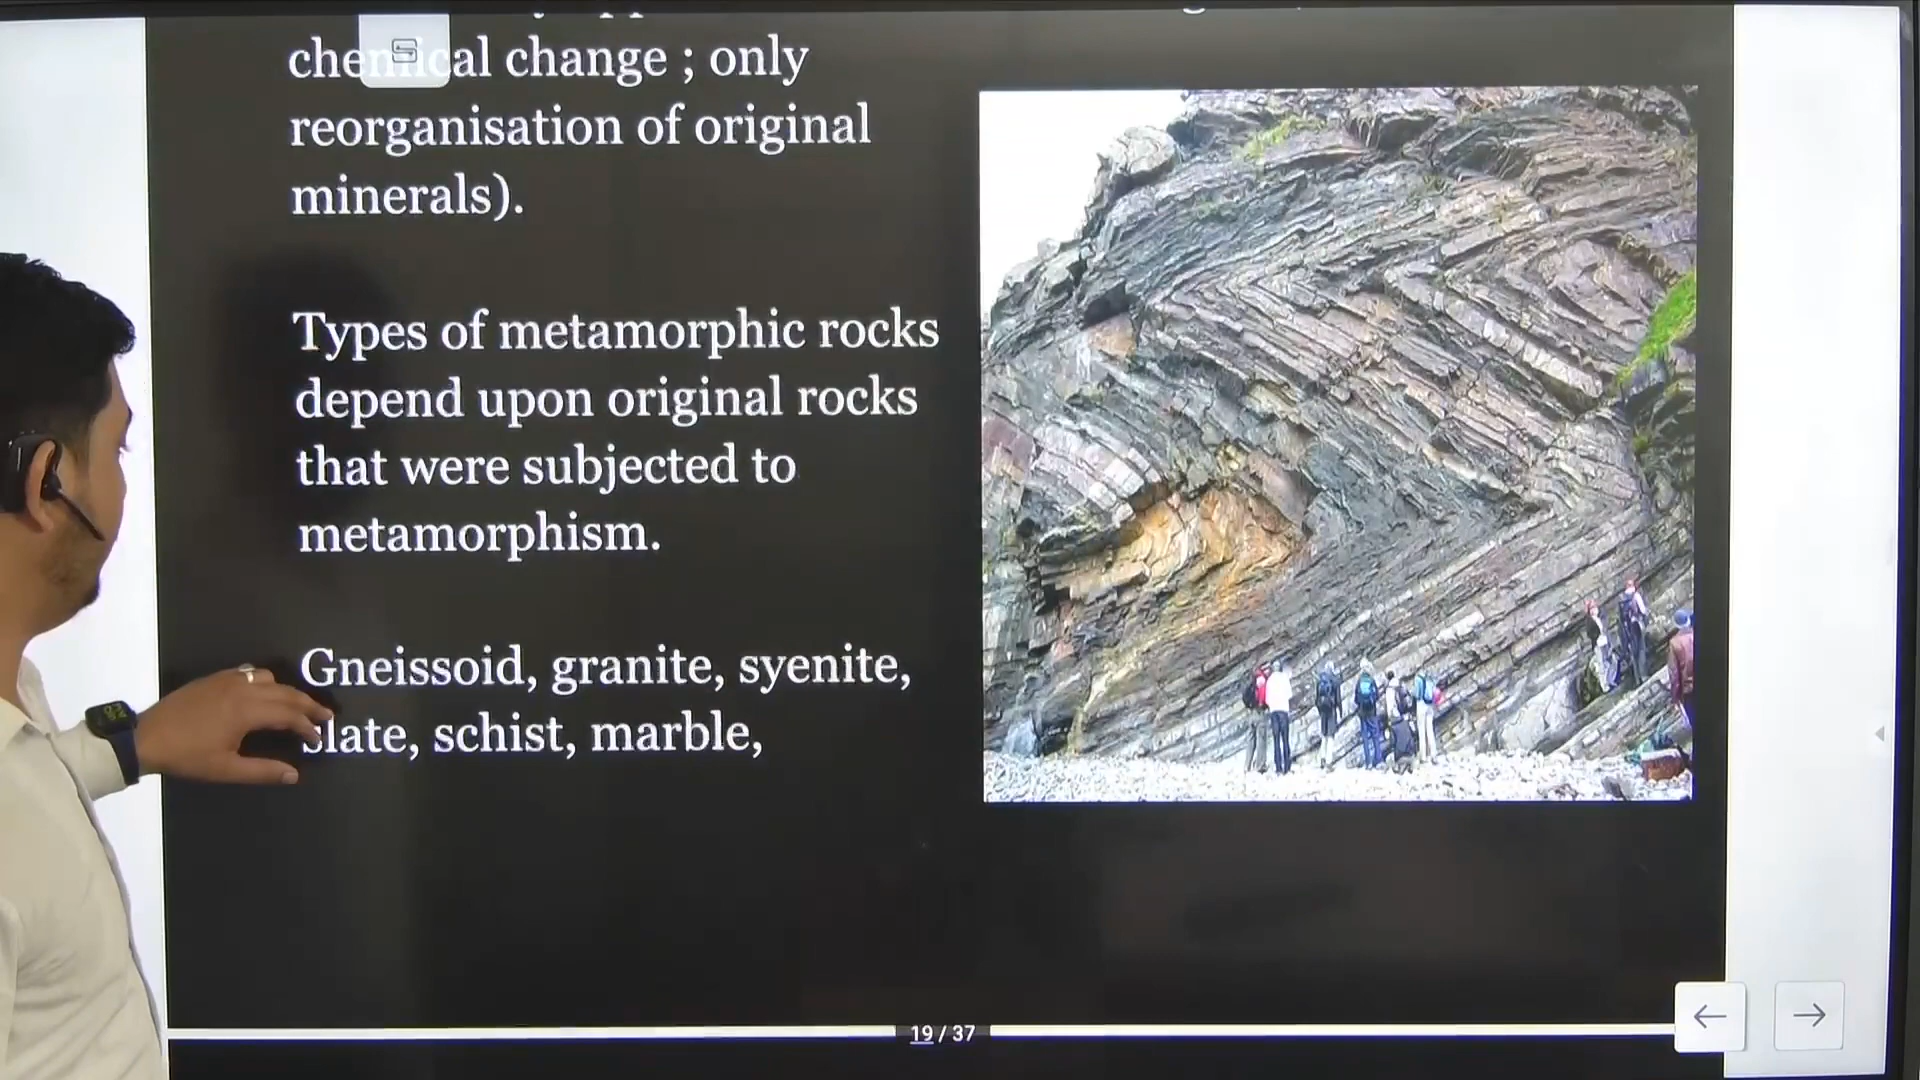 chemical change ; only
reorganisation of original
minerals).
Types of metamorphic rocks
depend upon original rocks
that were subjected to
metamorphism.
Gneissoid, granite, syenite,
slate, schist, marble,
19 / 37